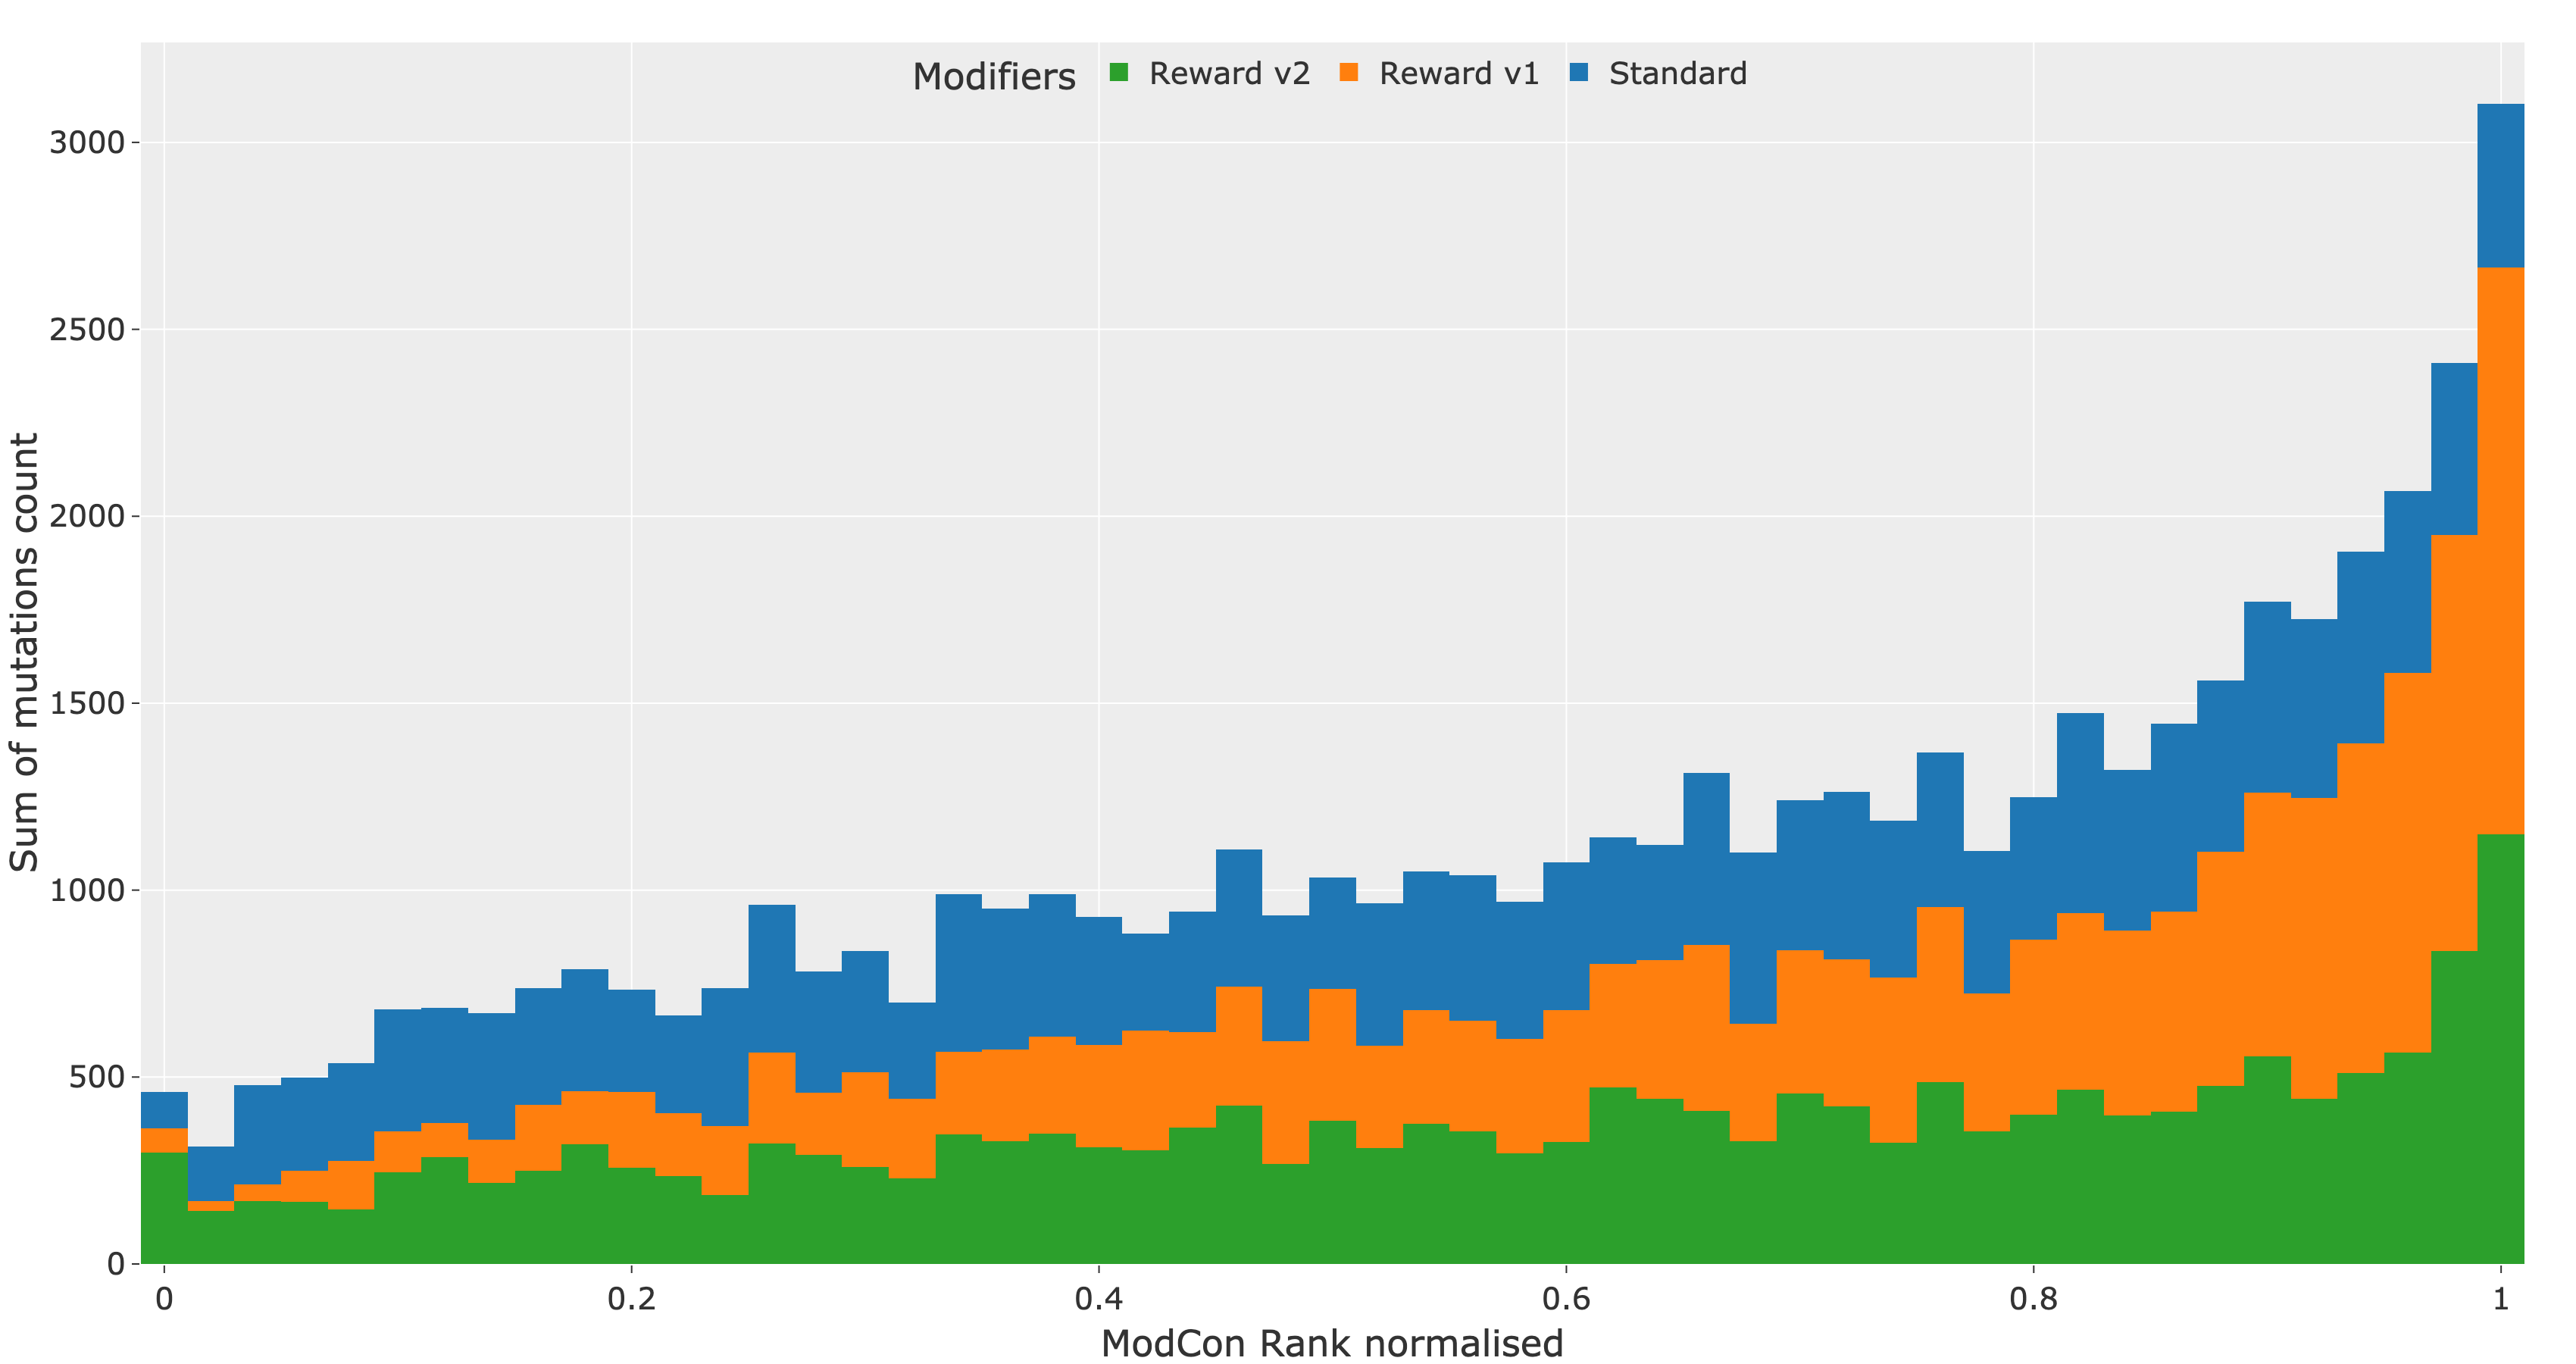 Modifiers Reward v2 Reward v1 Standard
3000
2500
2000
1500
1000
500
0
Sum of mutations count
0 0.2 0.4 0.6 0.8 1
ModCon Rank normalised